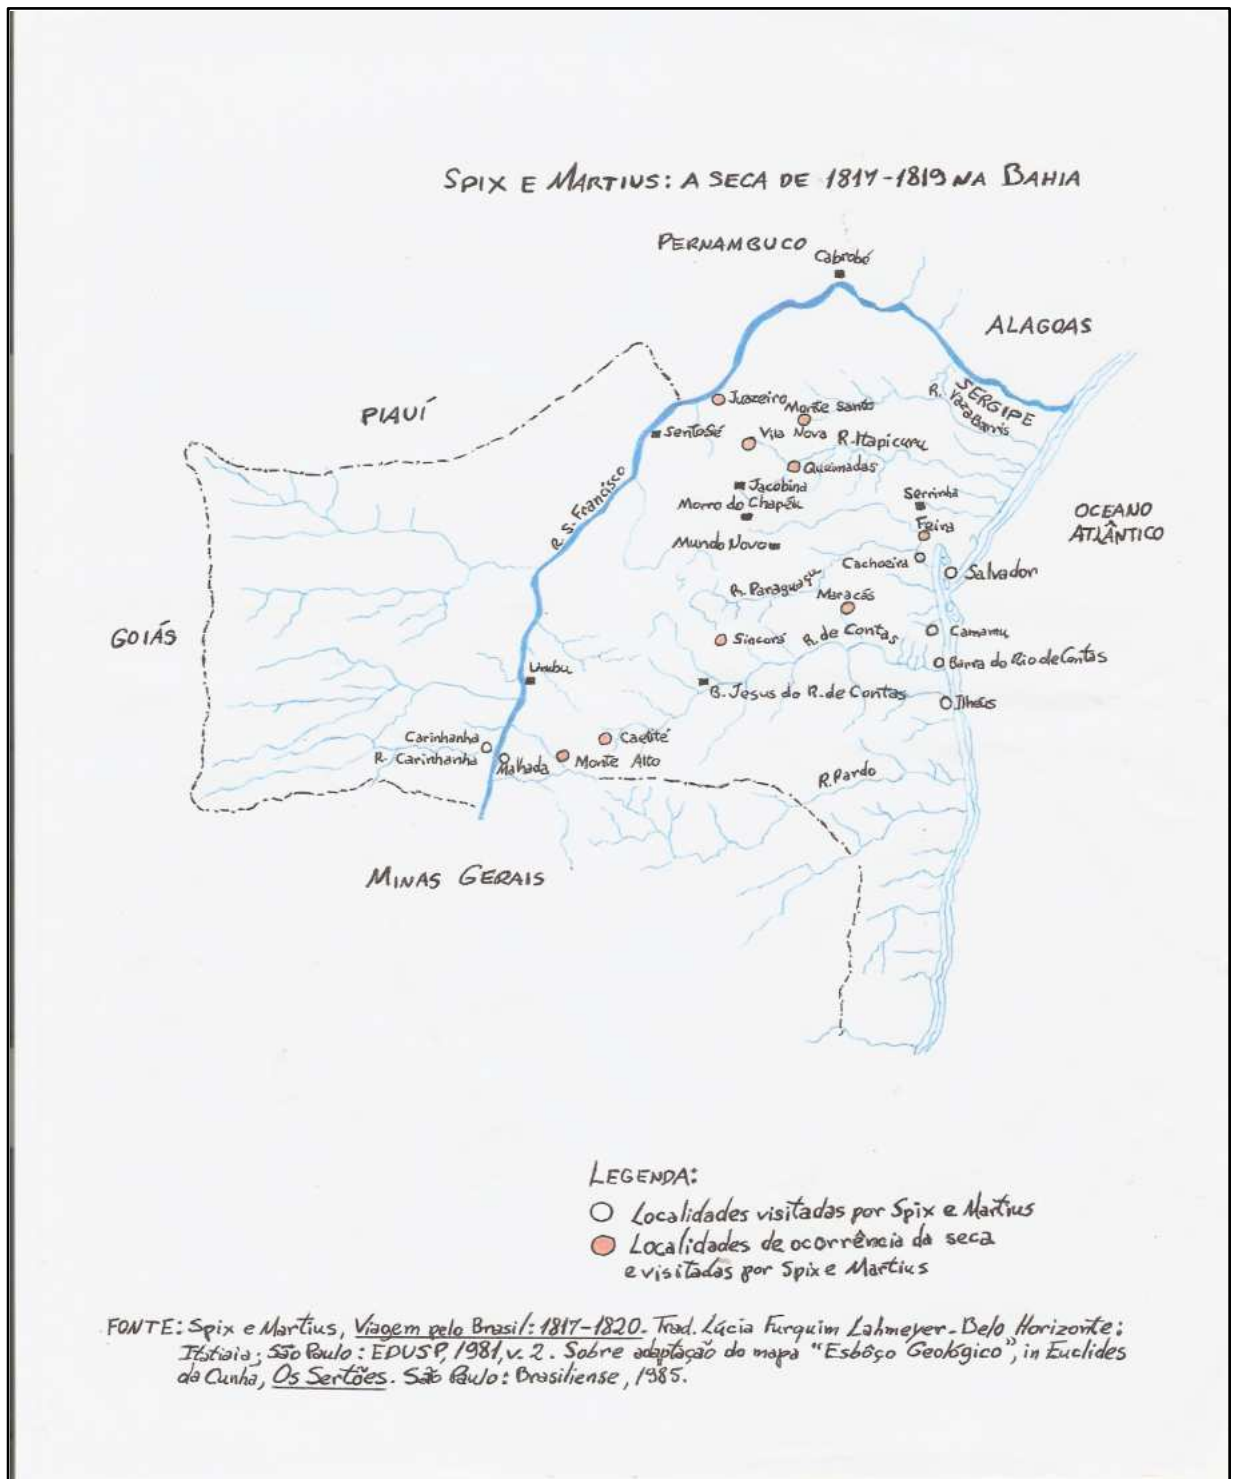 SPIX E MARTIUS: A SECA DE 1817-1819 NA BAHIA
PERNAMBUCO
Cabrobé
ALAGOAS
SERGIPE
R. Vaza Barris
PIAUÍ
Juazeiro
Monte Santo
Sento Sé
Vila Nova
R. Itapicuru
Queimadas
R. S. Francisco
Jacobina
Morro do Chapéu
Serrinha
Feira
OCEANO
ATLÂNTICO
Mundo Novo
Cachoeira
Salvador
R. Paraguaçu
Maracás
GOIÁS
Sincorá
R. de Contas
Camamu
Barra do Rio de Contas
Urubu
B. Jesus do R. de Contas
Ilhéus
Carinhanha
R. Carinhanha
Malhada
Caetité
Monte Alto
R. Pardo
MINAS GERAIS
LEGENDA:
Localidades visitadas por Spix e Martius
Localidades de ocorrência da seca
e visitadas por Spix e Martius
FONTE: Spix e Martius, Viagem pelo Brasil: 1817-1820. Trad. Lúcia Furquim Lahmeyer. Belo Horizonte:
Itatiaia; São Paulo: EDUSP, 1981, v. 2. Sobre adaptação do mapa "Esbôço Geológico", in Euclides
da Cunha, Os Sertões. São Paulo: Brasiliense, 1985.